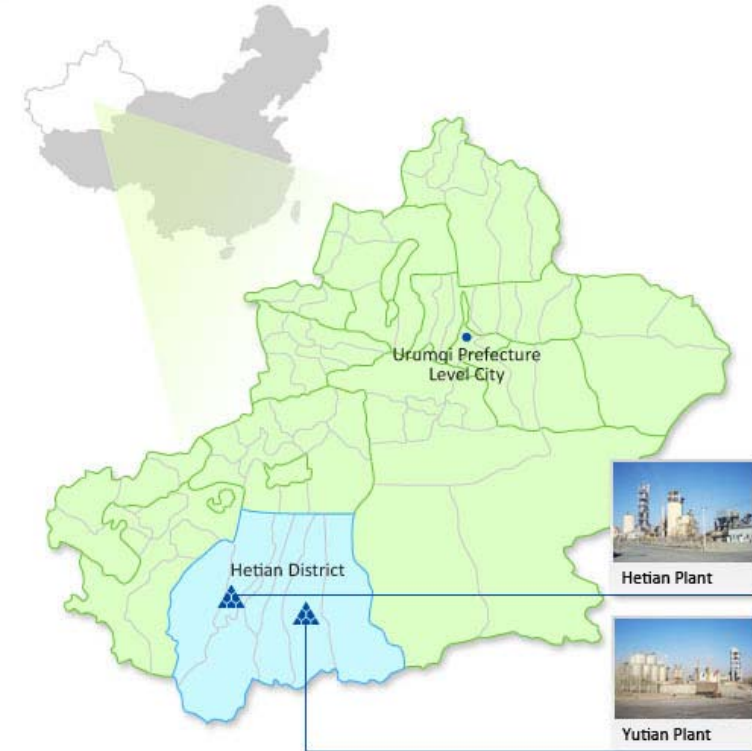 Urumqi Prefecture
Level City
Hetian District
Hetian Plant
Yutian Plant